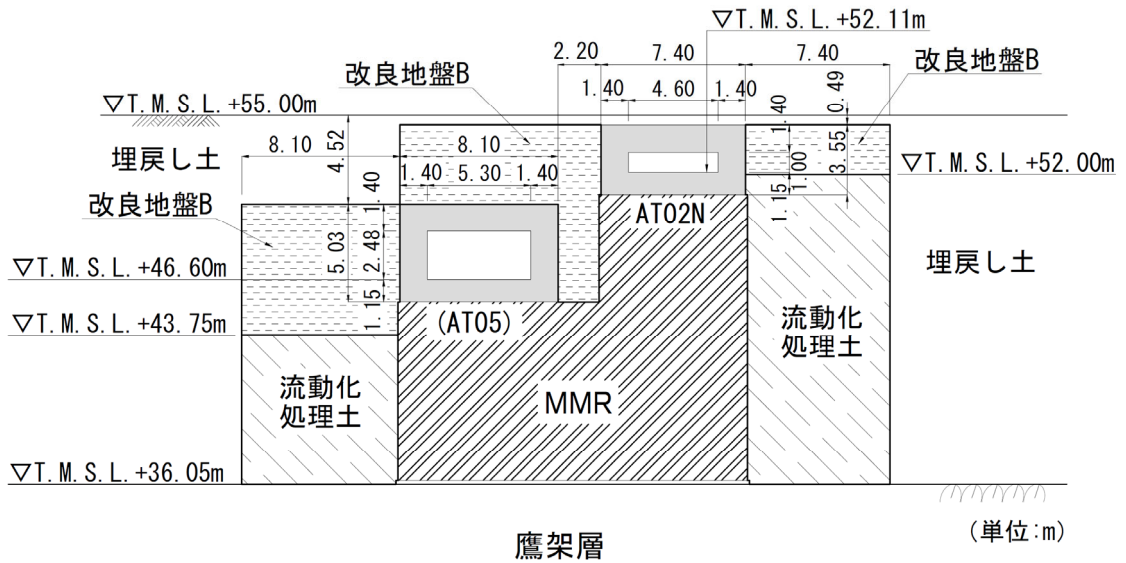 ▽T.M.S.L.+52.11m
2.20
7.40
7.40
改良地盤B
改良地盤B
1.40
4.60
1.40
0.49
▽T.M.S.L.+55.00m
1.40
3.55
埋戻し土
8.10
4.52
8.10
1.00
▽T.M.S.L.+52.00m
1.40
5.30
1.40
1.15
改良地盤B
1.40
AT02N
5.03
2.48
▽T.M.S.L.+46.60m
埋戻し土
1.15
(AT05)
▽T.M.S.L.+43.75m
流動化
処理土
流動化
処理土
MMR
▽T.M.S.L.+36.05m
(単位:m)
鷹架層